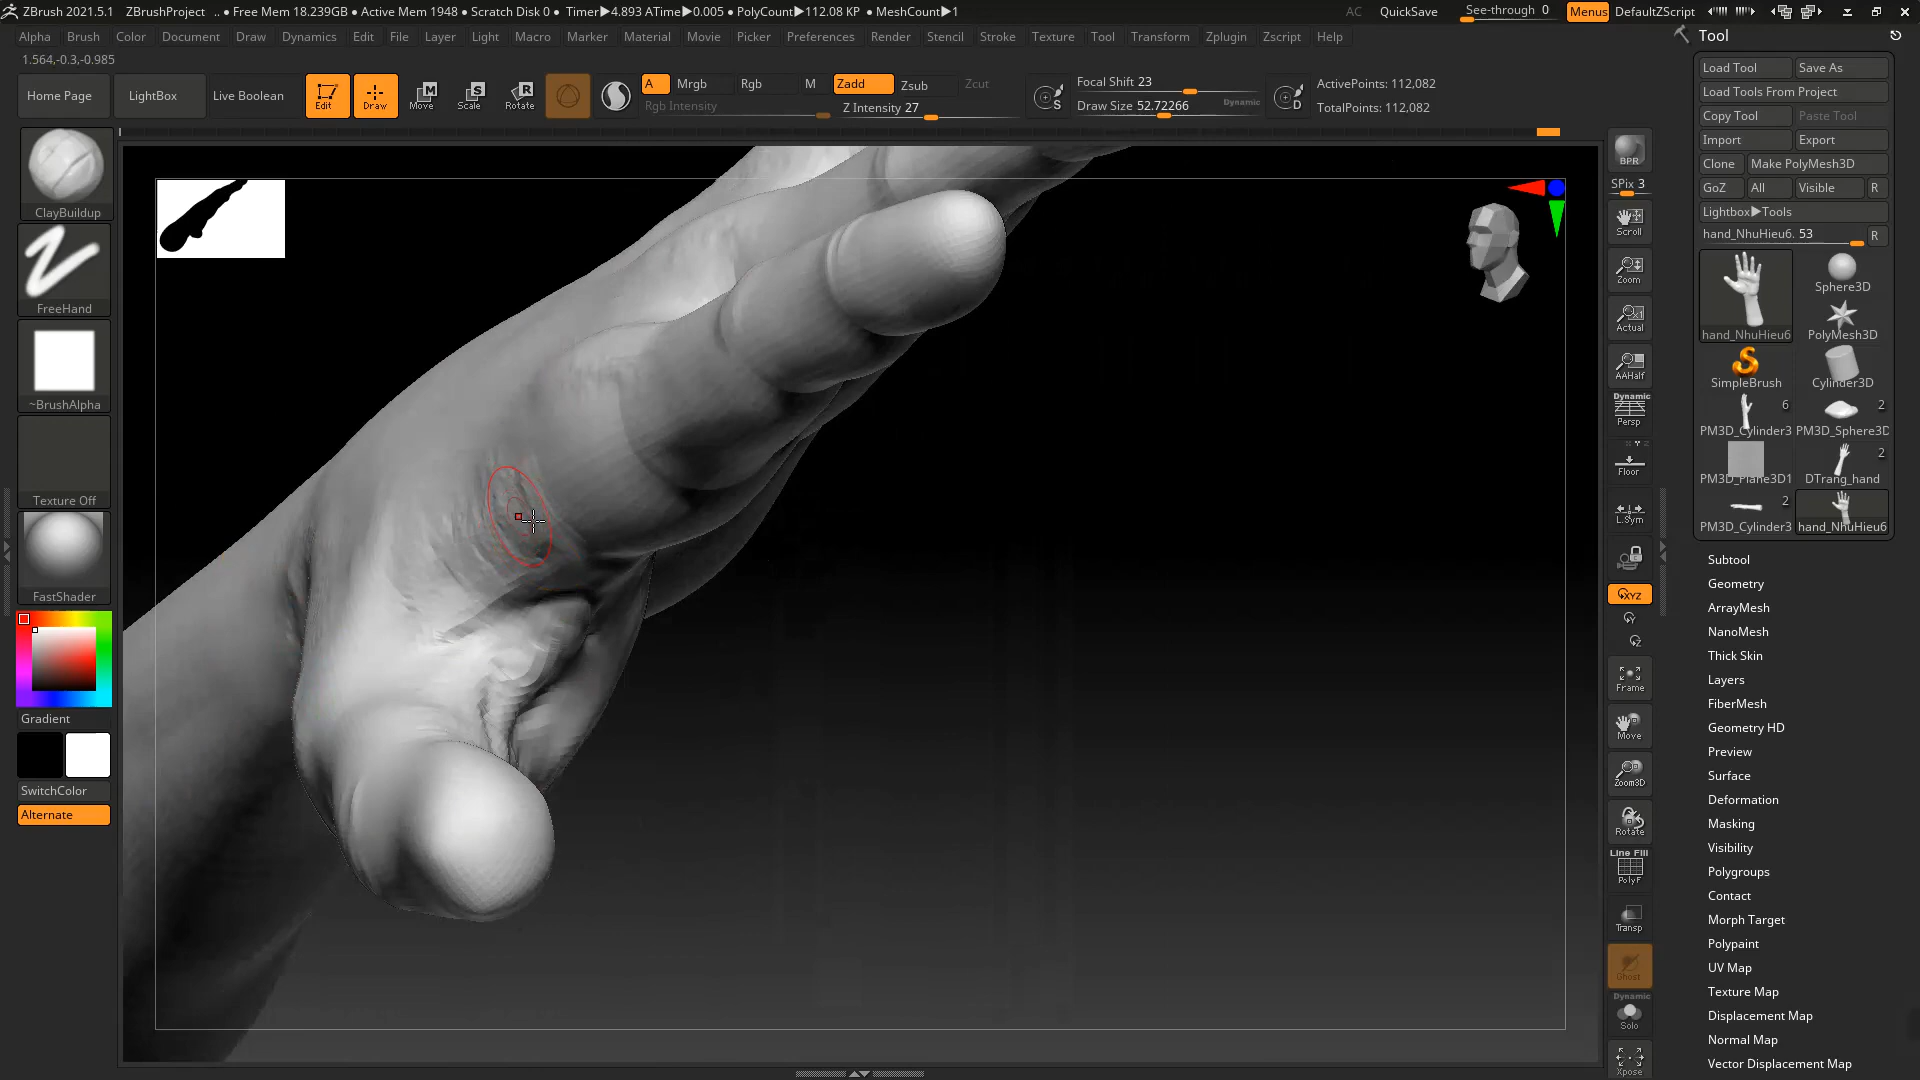 ZBrush 2021.5.1 ZBrushProject .. • Free Mem 18.239GB • Active Mem 1948 • Scratch Disk 0 • Timer▶4.893 ATime▶0.005 • PolyCount▶112.08 KP • MeshCount▶1 AC QuickSave See-through 0 Menus DefaultZScript
Alpha Brush Color Document Draw Dynamics Edit File Layer Light Macro Marker Material Movie Picker Preferences Render Stencil Stroke Texture Tool Transform Zplugin Zscript Help
1.564,-0.3,-0.985
Home Page LightBox Live Boolean Edit Draw Move Scale Rotate
A Mrgb Rgb M Zadd Zsub Zcut
Rgb Intensity Z Intensity 27
Focal Shift 23
Draw Size 52.72266 Dynamic
S D
ActivePoints: 112,082
TotalPoints: 112,082
ClayBuildup
FreeHand
~BrushAlpha
Texture Off
FastShader
Gradient
SwitchColor
Alternate
BPR
SPix 3
Scroll
Zoom
Actual
AAHalf
Dynamic
Persp
Floor
L.Sym
XYZ
Y
Z
Frame
Move
Zoom3D
Rotate
Line Fill
PolyF
Transp
Ghost
Dynamic
Solo
Xpose
Tool
Load Tool Save As
Load Tools From Project
Copy Tool Paste Tool
Import Export
Clone Make PolyMesh3D
GoZ All Visible R
Lightbox▶Tools
hand_NhuHieu6. 53 R
hand_NhuHieu6 Sphere3D
PolyMesh3D
SimpleBrush Cylinder3D
6 2
PM3D_Cylinder3 PM3D_Sphere3D
2
PM3D_Plane3D1 DTrang_hand
2
PM3D_Cylinder3 hand_NhuHieu6
Subtool
Geometry
ArrayMesh
NanoMesh
Thick Skin
Layers
FiberMesh
Geometry HD
Preview
Surface
Deformation
Masking
Visibility
Polygroups
Contact
Morph Target
Polypaint
UV Map
Texture Map
Displacement Map
Normal Map
Vector Displacement Map